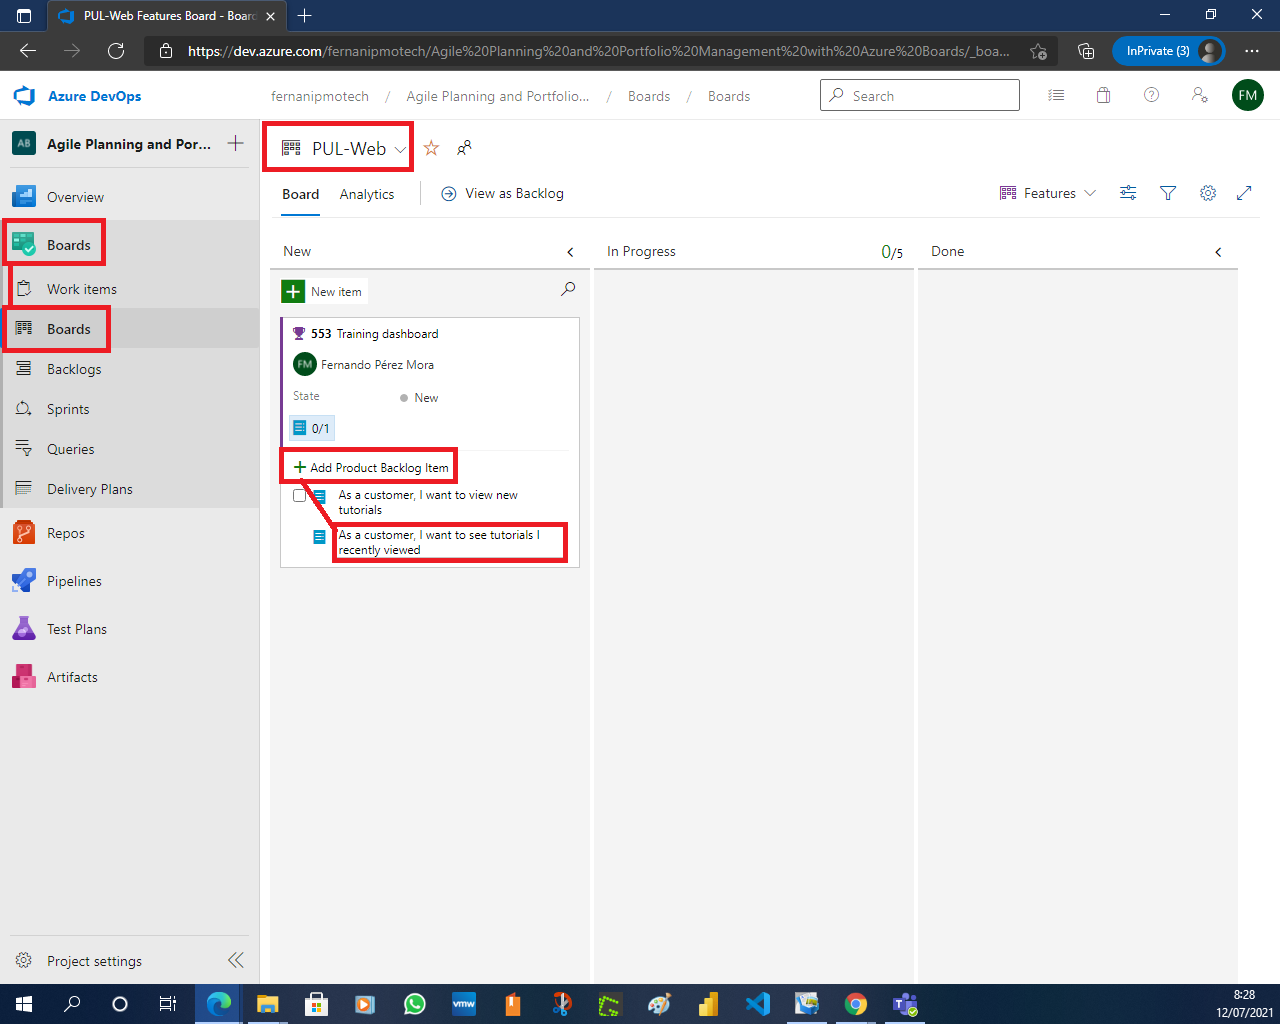 PUL-Web Features Board - Board
https://dev.azure.com/fernanipmotech/Agile%20Planning%20and%20Portfolio%20Management%20with%20Azure%20Boards/_boa...
InPrivate (3)
Azure DevOps
fernanipmotech / Agile Planning and Portfolio... / Boards / Boards
Search
FM
AB
Agile Planning and Por...
PUL-Web
Overview
Board
Analytics
View as Backlog
Features
Boards
New
In Progress
0/5
Done
Work items
New item
Boards
553 Training dashboard
FM
Fernando Pérez Mora
Backlogs
State
New
Sprints
0/1
Queries
Add Product Backlog Item
Delivery Plans
As a customer, I want to view new
tutorials
Repos
As a customer, I want to see tutorials I
recently viewed
Pipelines
Test Plans
Artifacts
Project settings
vmw
8:28
12/07/2021